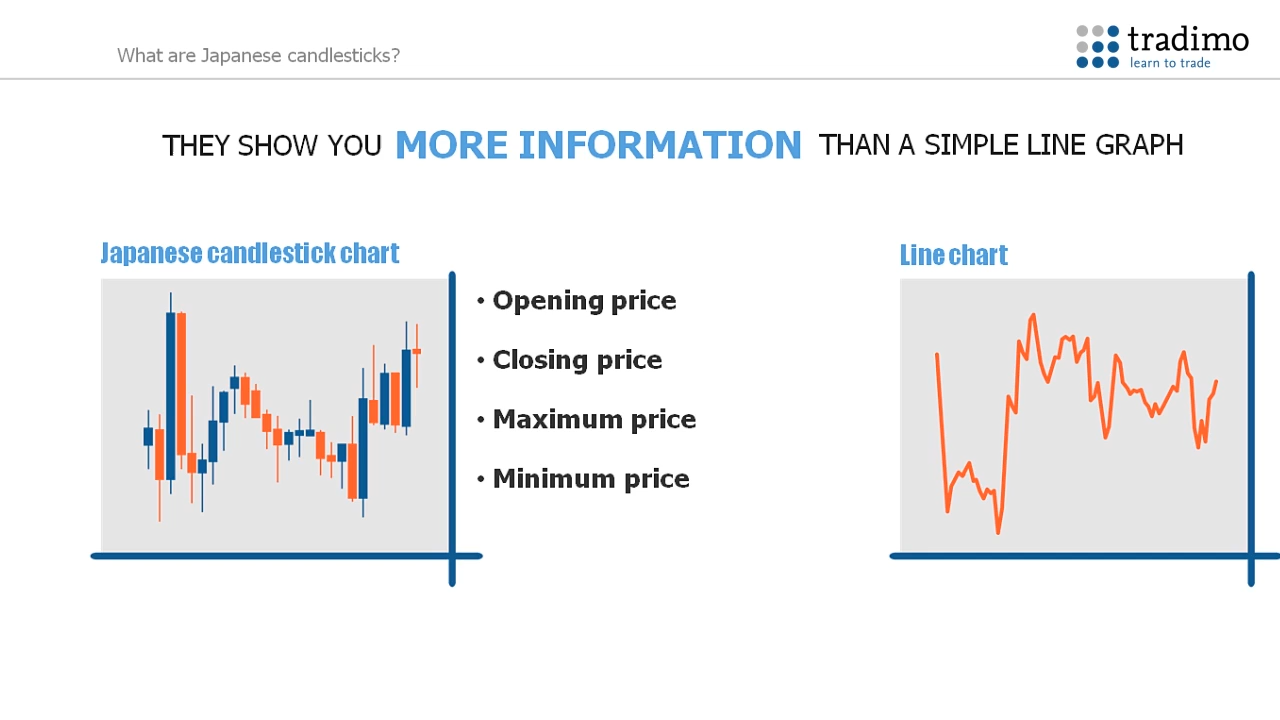 What are Japanese candlesticks?
tradimo
learn to trade
THEY SHOW YOU MORE INFORMATION THAN A SIMPLE LINE GRAPH
Japanese candlestick chart
• Opening price
• Closing price
• Maximum price
• Minimum price
Line chart